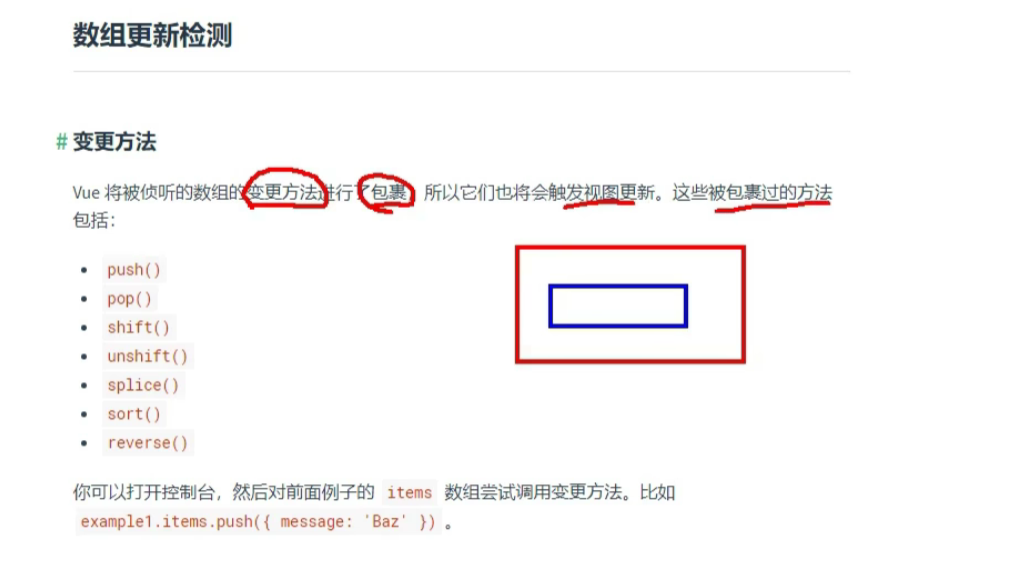 数组更新检测
# 变更方法
Vue 将被侦听的数组的变更方法进行了包裹，所以它们也将会触发视图更新。这些被包裹过的方法
包括：
push()
pop()
shift()
unshift()
splice()
sort()
reverse()
你可以打开控制台，然后对前面例子的 items 数组尝试调用变更方法。比如
example1.items.push({ message: 'Baz' }) 。